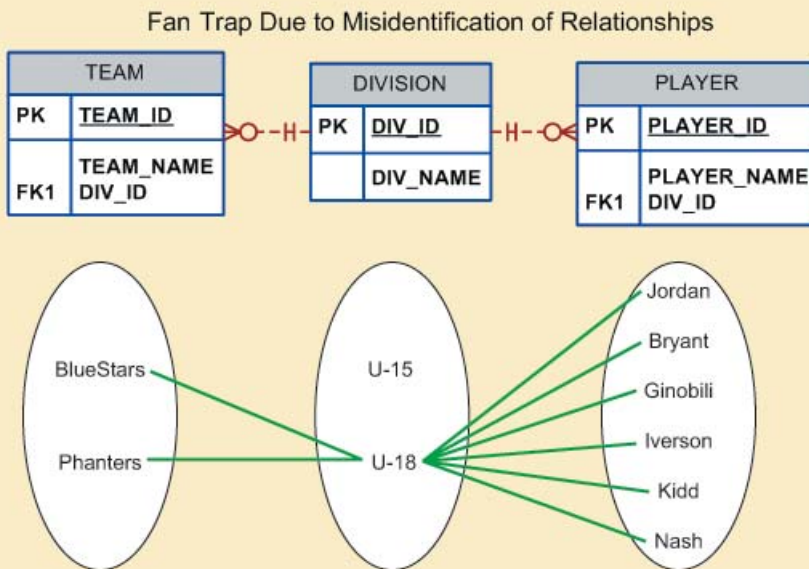 Fan Trap Due to Misidentification of Relationships
TEAM
PK TEAM_ID
TEAM_NAME
FK1 DIV_ID
DIVISION
PK DIV_ID
DIV_NAME
PLAYER
PK PLAYER_ID
PLAYER_NAME
FK1 DIV_ID
BlueStars
Phanters
U-15
U-18
Jordan
Bryant
Ginobili
Iverson
Kidd
Nash